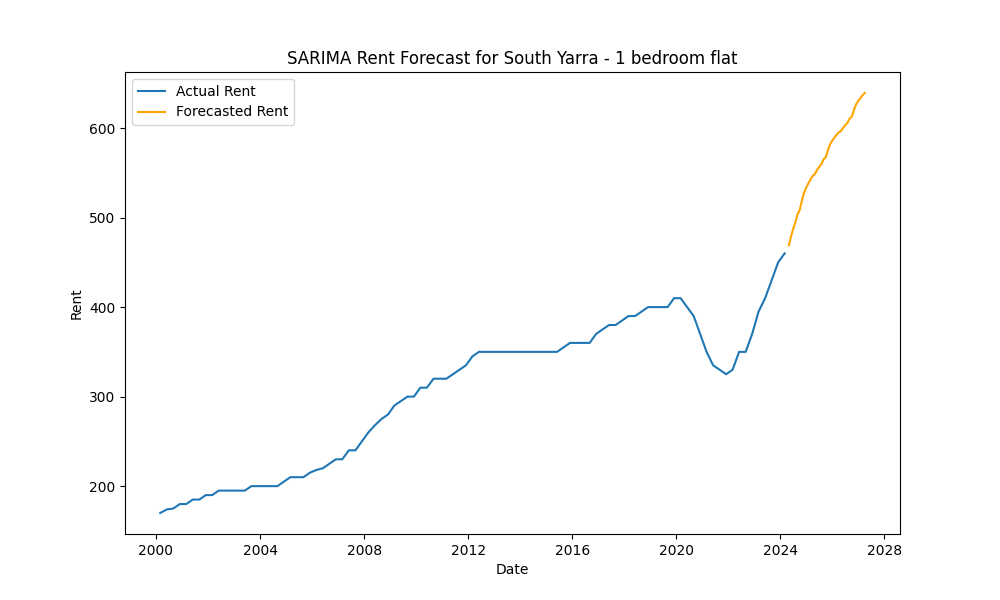 SARIMA Rent Forecast for South Yarra - 1 bedroom flat
Actual Rent
Forecasted Rent
600
500
400
300
200
Rent
2000 2004 2008 2012 2016 2020 2024 2028
Date